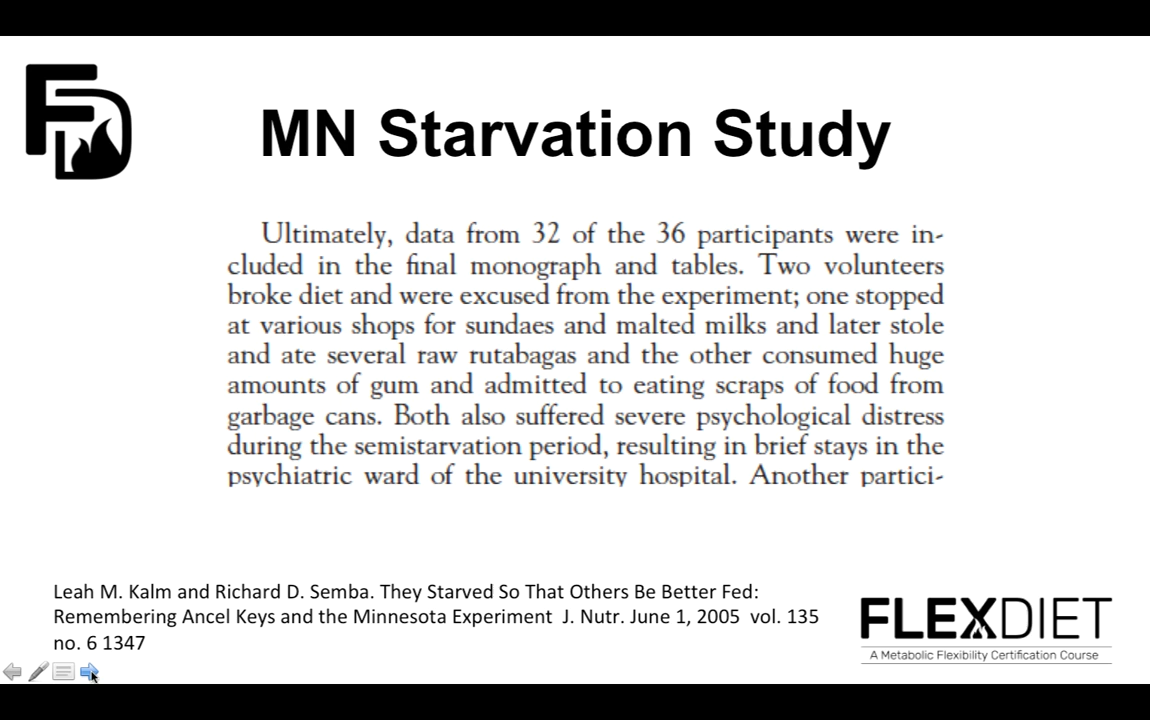 FD
MN Starvation Study
Ultimately, data from 32 of the 36 participants were in-
cluded in the final monograph and tables. Two volunteers
broke diet and were excused from the experiment; one stopped
at various shops for sundaes and malted milks and later stole
and ate several raw rutabagas and the other consumed huge
amounts of gum and admitted to eating scraps of food from
garbage cans. Both also suffered severe psychological distress
during the semistarvation period, resulting in brief stays in the
psychiatric ward of the university hospital. Another partici-
Leah M. Kalm and Richard D. Semba. They Starved So That Others Be Better Fed:
Remembering Ancel Keys and the Minnesota Experiment  J. Nutr. June 1, 2005  vol. 135
no. 6 1347
FLEXDIET
A Metabolic Flexibility Certification Course